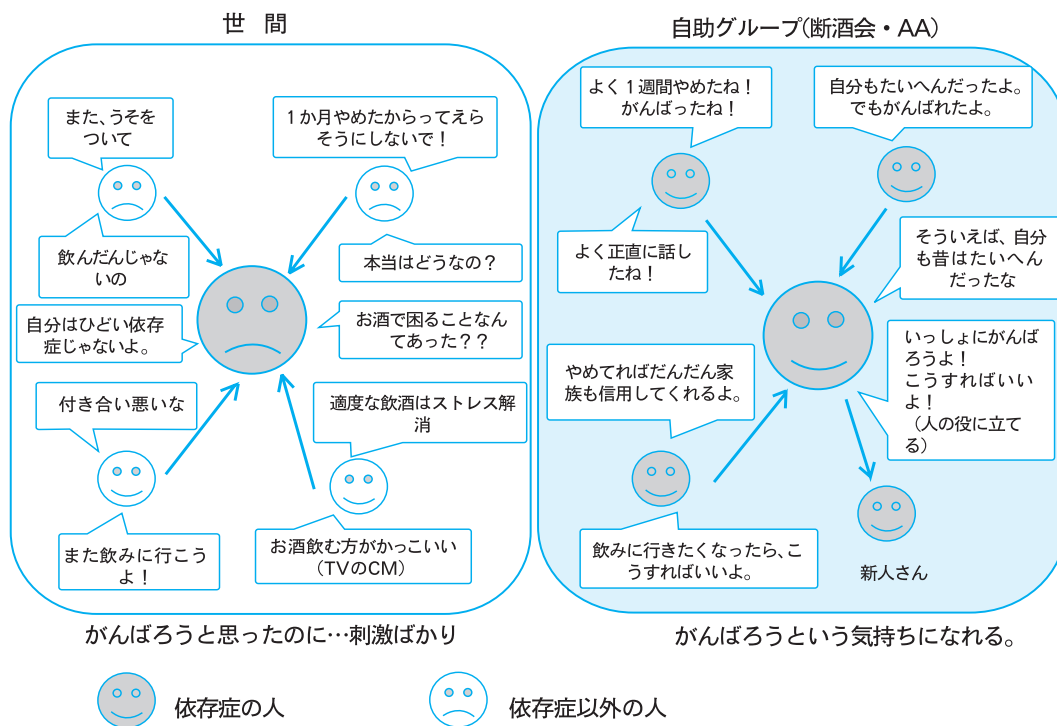 世　間
また、うそを
ついて
１か月やめたからってえら
そうにしないで！
飲んだんじゃな
いの
本当はどうなの？
自分はひどい依存
症じゃないよ。
お酒で困ることなん
てあった？？
付き合い悪いな
適度な飲酒はストレス解
消
また飲みに行こう
よ！
お酒飲む方がかっこいい
（TVのCM）
がんばろうと思ったのに…刺激ばかり
自助グループ(断酒会・AA）
よく１週間やめたね！
がんばったね！
自分もたいへんだったよ。
でもがんばれたよ。
よく正直に話し
たね！
そういえば、自分
も昔はたいへん
だったな
やめてればだんだん家
族も信用してくれるよ。
いっしょにがんば
ろうよ！
こうすればいい
よ！
（人の役に立て
る）
飲みに行きたくなったら、こ
うすればいいよ。
新人さん
がんばろうという気持ちになれる。
依存症の人
依存症以外の人